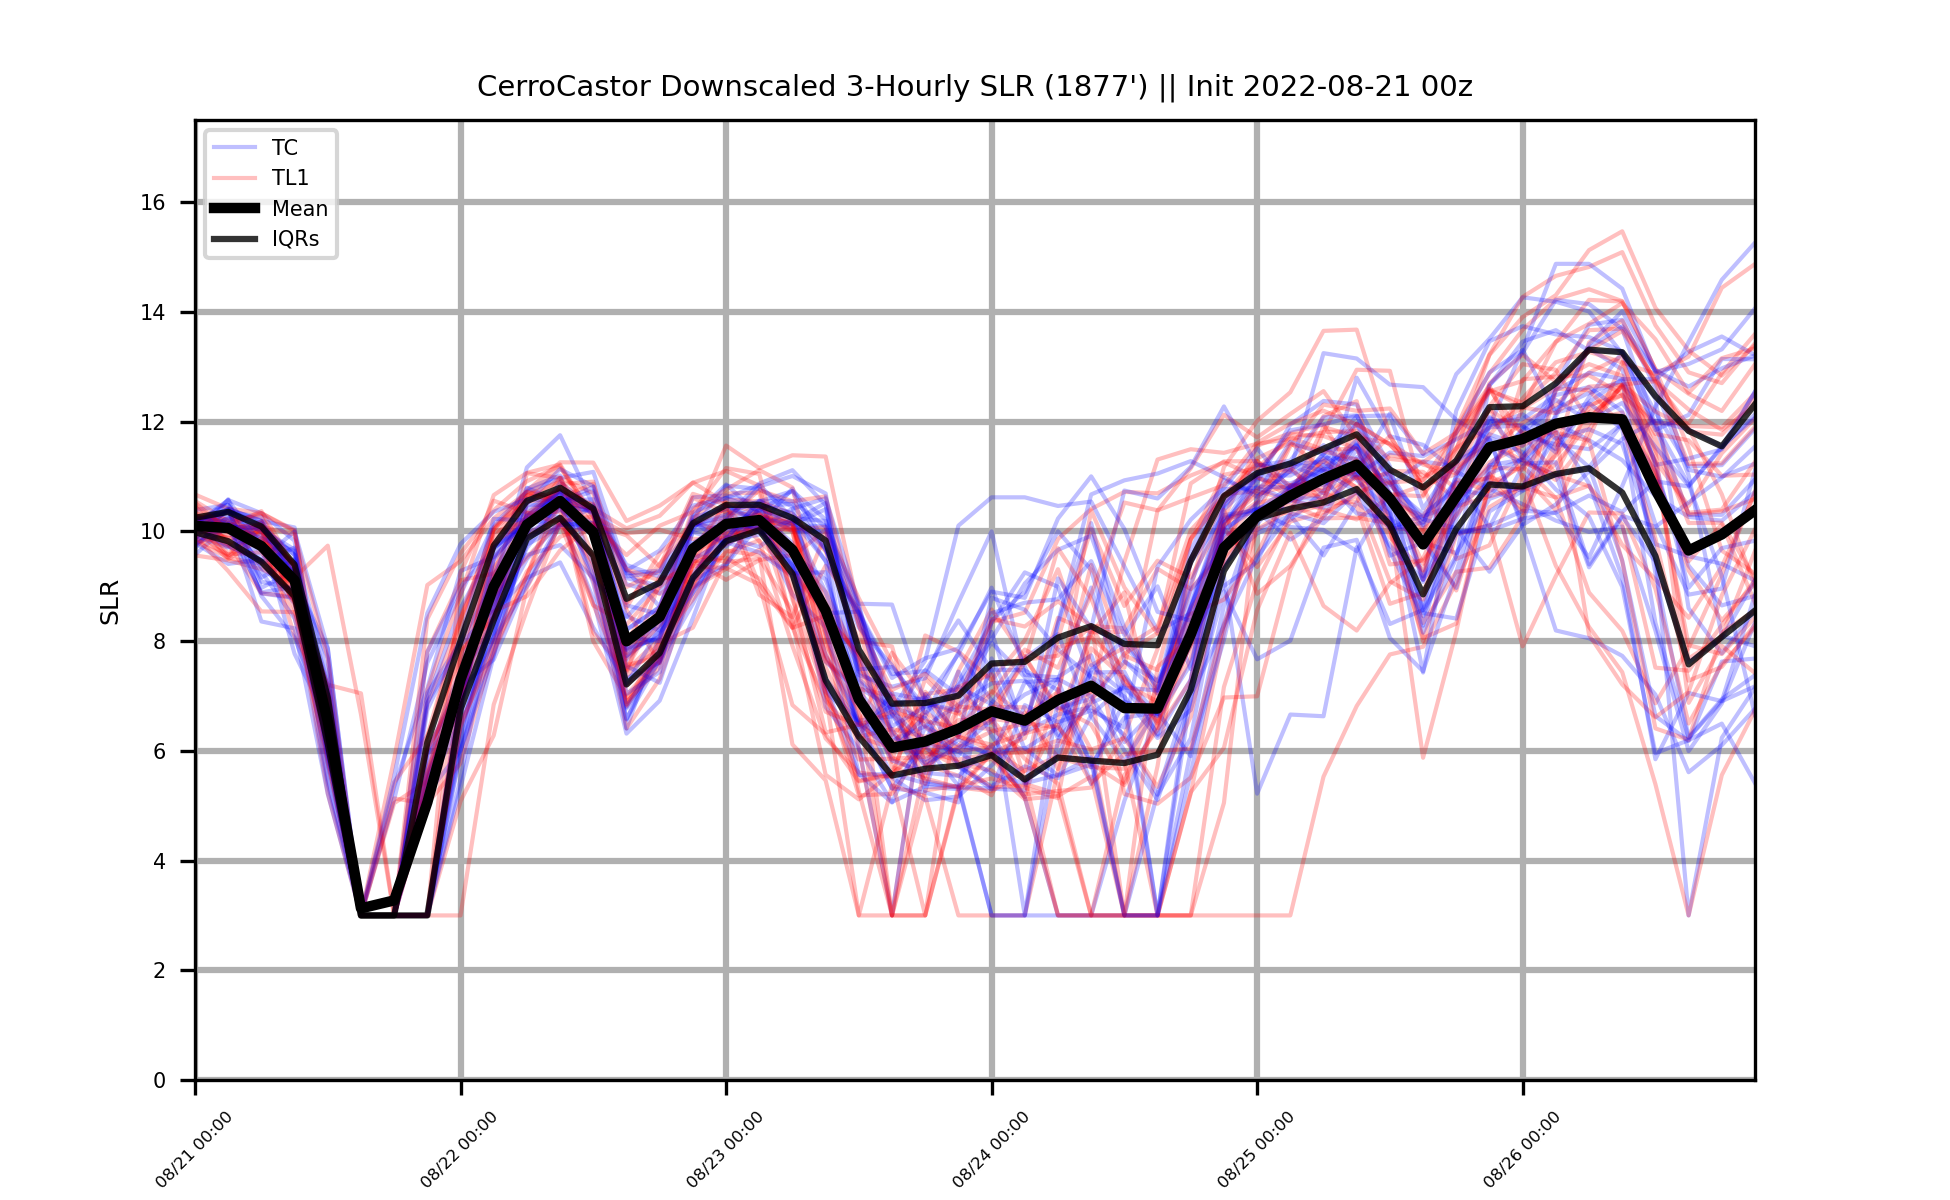 CerroCastor Downscaled 3-Hourly SLR (1877') || Init 2022-08-21 00z
TC
TL1
Mean
IQRs
SLR
16
14
12
10
8
6
4
2
0
08/21 00:00
08/22 00:00
08/23 00:00
08/24 00:00
08/25 00:00
08/26 00:00